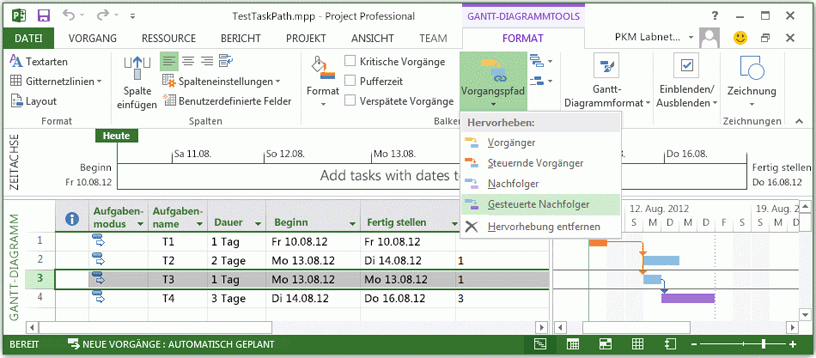 TestTaskPath.mpp - Project Professional
GANTT-DIAGRAMMTOOLS
DATEI VORGANG RESSOURCE BERICHT PROJEKT ANSICHT TEAM FORMAT PKM Labnet...
Textarten
Gitternetzlinien
Layout
Format
Spalte einfügen
Spalteneinstellungen
Benutzerdefinierte Felder
Spalten
Format
Kritische Vorgänge
Pufferzeit
Verspätete Vorgänge
Balken
Vorgangspfad
Gantt-Diagrammformat
Einblenden/
Ausblenden
Zeichnung
Zeichnungen
Hervorheben:
Vorgänger
Steuernde Vorgänger
Nachfolger
Gesteuerte Nachfolger
Hervorhebung entfernen
ZEITACHSE
Heute
Sa 11.08. So 12.08. Mo 13.08. Do 16.08.
Beginn
Fr 10.08.12
Add tasks with dates to
Fertig stellen
Do 16.08.12
GANTT-DIAGRAMM
Aufgaben-modus Aufgaben-name Dauer Beginn Fertig stellen
12. Aug. 2012 19. Aug. 2012
S S M D M D F S S M
1 T1 1 Tag Fr 10.08.12 Fr 10.08.12
2 T2 2 Tage Mo 13.08.12 Di 14.08.12 1
3 T3 1 Tag Mo 13.08.12 Mo 13.08.12 1
4 T4 3 Tage Di 14.08.12 Do 16.08.12 3
BEREIT NEUE VORGÄNGE : AUTOMATISCH GEPLANT